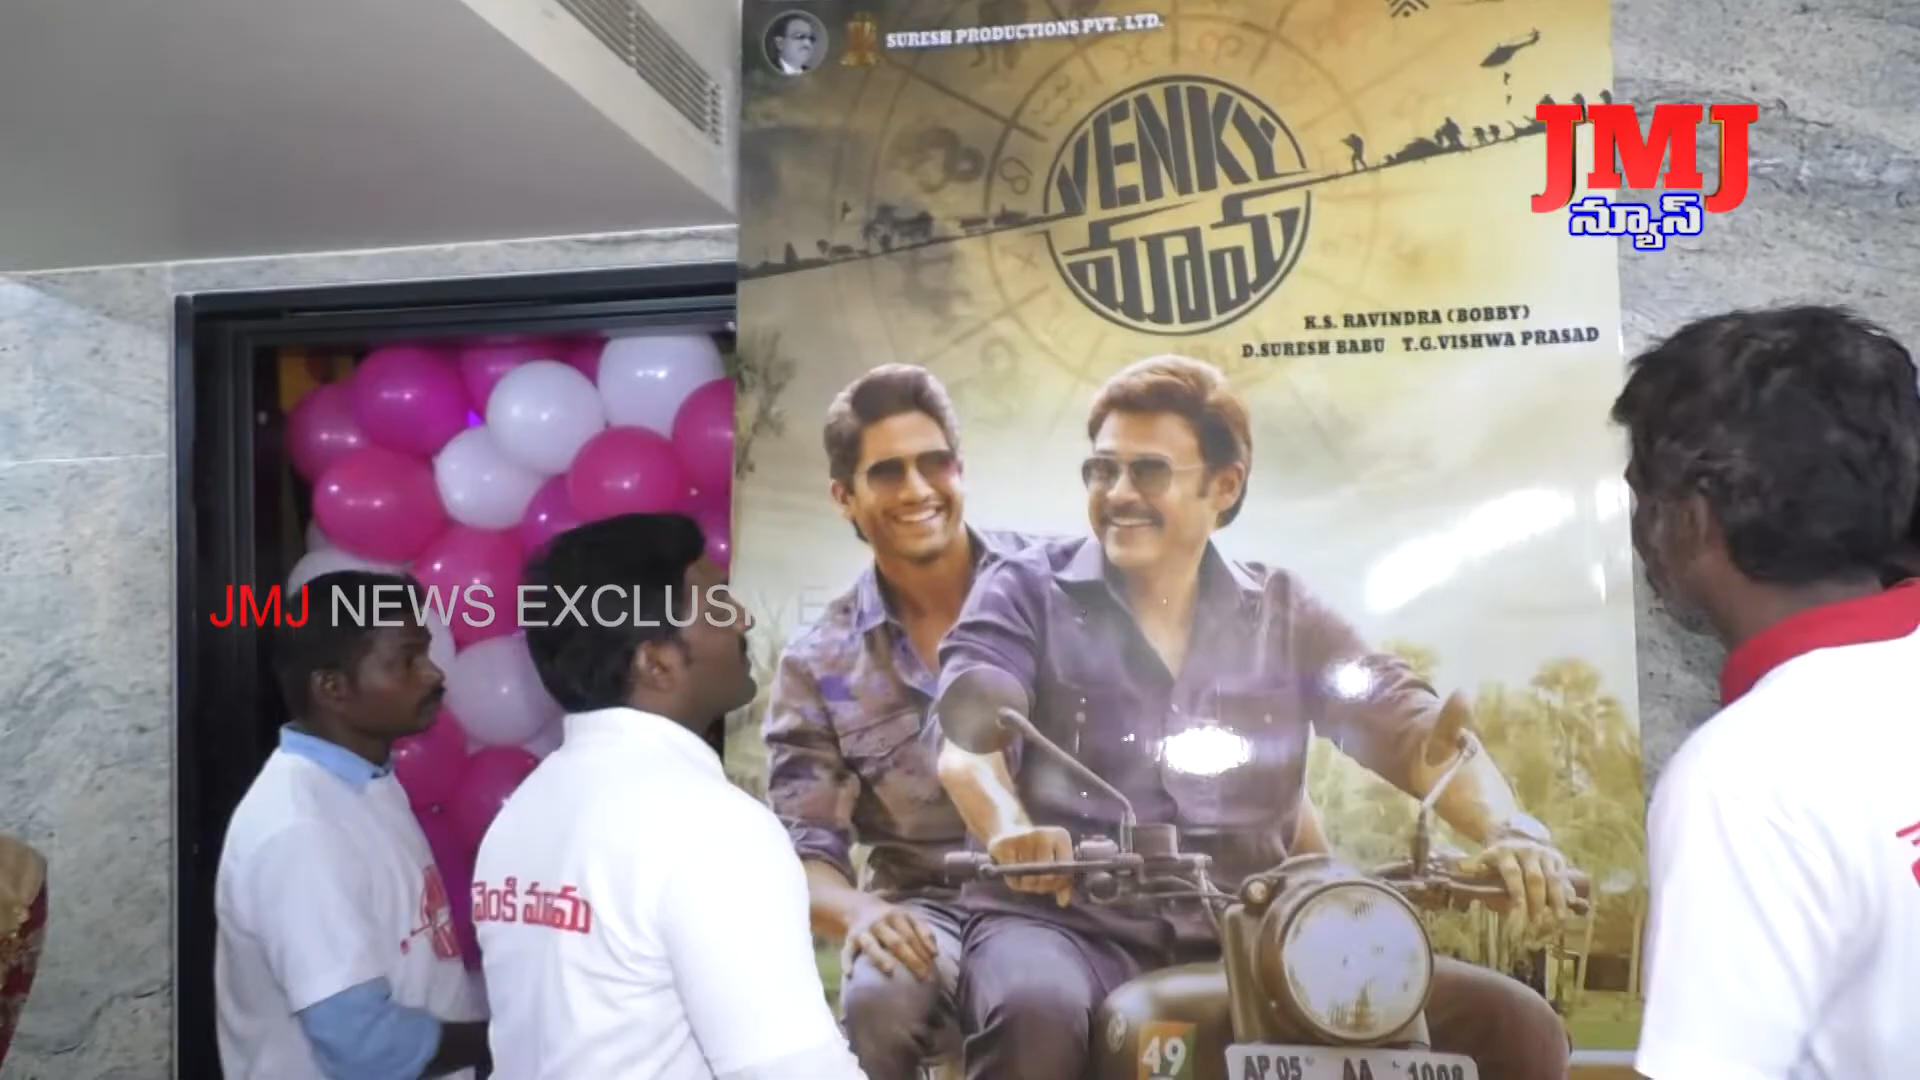 SURESH PRODUCTIONS PVT. LTD.
VENKY
మామ
JMJ
న్యూస్
K.S. RAVINDRA (BOBBY)
D.SURESH BABU T.G.VISHWA PRASAD
JMJ NEWS EXCLUSIVE
వెంకి మామ
49
AP 05 AA 1008